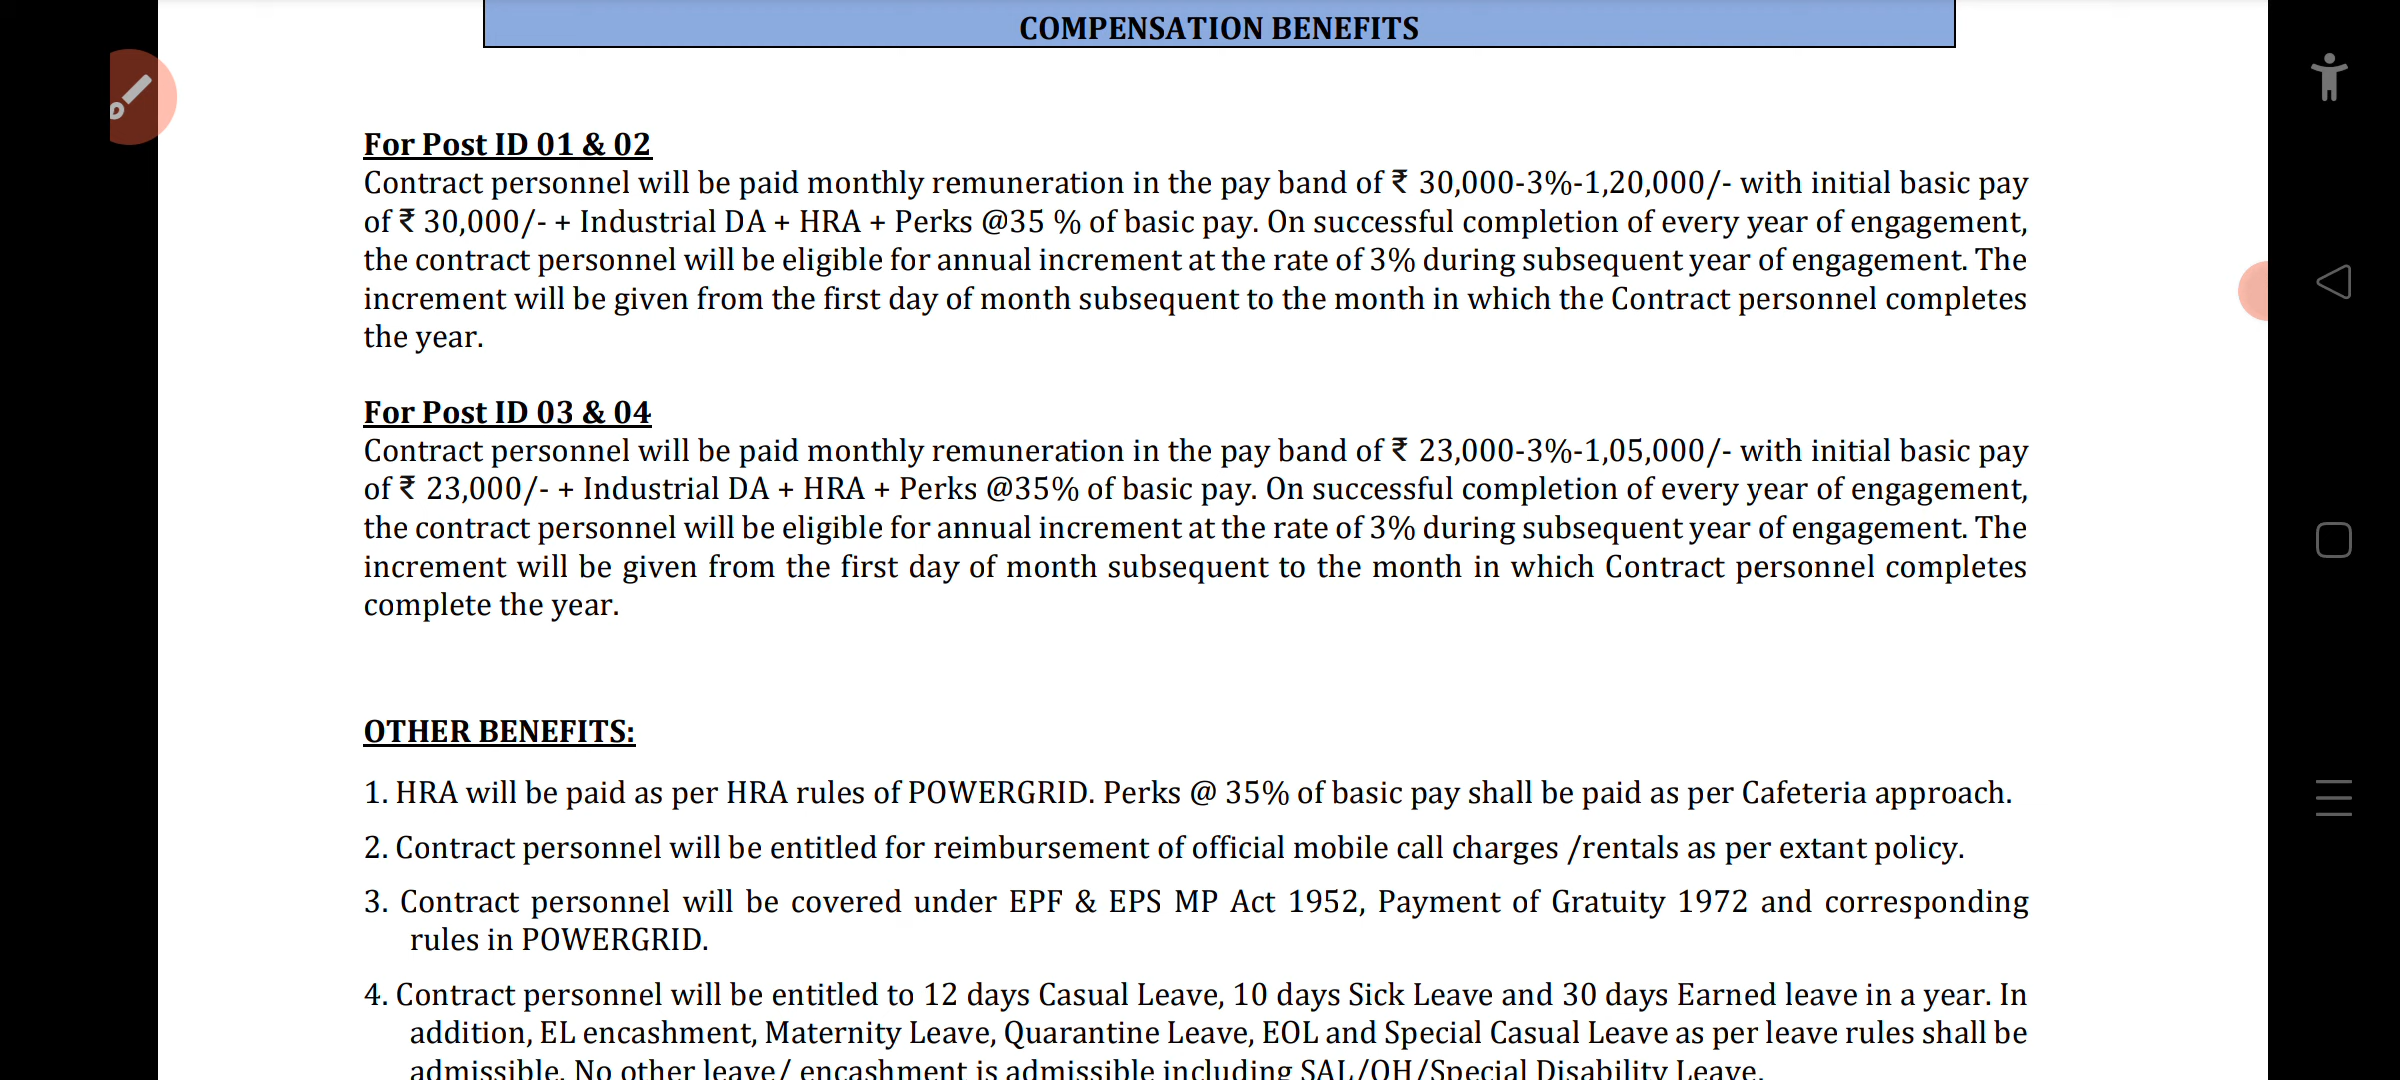 COMPENSATION BENEFITS
For Post ID 01 & 02
Contract personnel will be paid monthly remuneration in the pay band of ₹ 30,000-3%-1,20,000/- with initial basic pay
of ₹ 30,000/- + Industrial DA + HRA + Perks @35 % of basic pay. On successful completion of every year of engagement,
the contract personnel will be eligible for annual increment at the rate of 3% during subsequent year of engagement. The
increment will be given from the first day of month subsequent to the month in which the Contract personnel completes
the year.
For Post ID 03 & 04
Contract personnel will be paid monthly remuneration in the pay band of ₹ 23,000-3%-1,05,000/- with initial basic pay
of ₹ 23,000/- + Industrial DA + HRA + Perks @35% of basic pay. On successful completion of every year of engagement,
the contract personnel will be eligible for annual increment at the rate of 3% during subsequent year of engagement. The
increment will be given from the first day of month subsequent to the month in which Contract personnel completes
complete the year.
OTHER BENEFITS:
1. HRA will be paid as per HRA rules of POWERGRID. Perks @ 35% of basic pay shall be paid as per Cafeteria approach.
2. Contract personnel will be entitled for reimbursement of official mobile call charges /rentals as per extant policy.
3. Contract personnel will be covered under EPF & EPS MP Act 1952, Payment of Gratuity 1972 and corresponding
rules in POWERGRID.
4. Contract personnel will be entitled to 12 days Casual Leave, 10 days Sick Leave and 30 days Earned leave in a year. In
addition, EL encashment, Maternity Leave, Quarantine Leave, EOL and Special Casual Leave as per leave rules shall be
admissible. No other leave/ encashment is admissible including SAL/OH/Special Disability Leave.